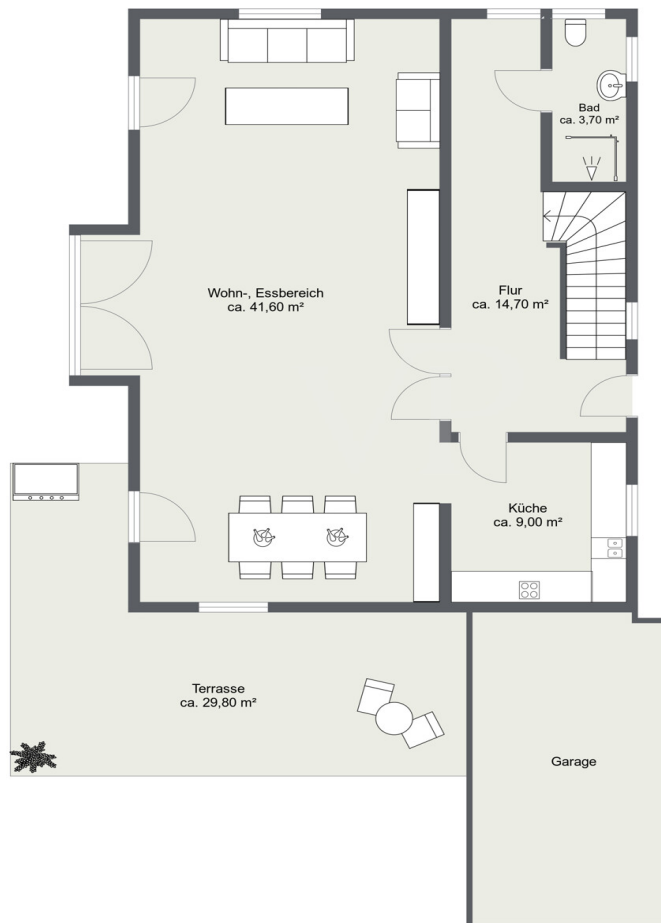 Bad
ca. 3,70 m²
Wohn-, Essbereich
ca. 41,60 m²
Flur
ca. 14,70 m²
Küche
ca. 9,00 m²
Terrasse
ca. 29,80 m²
Garage